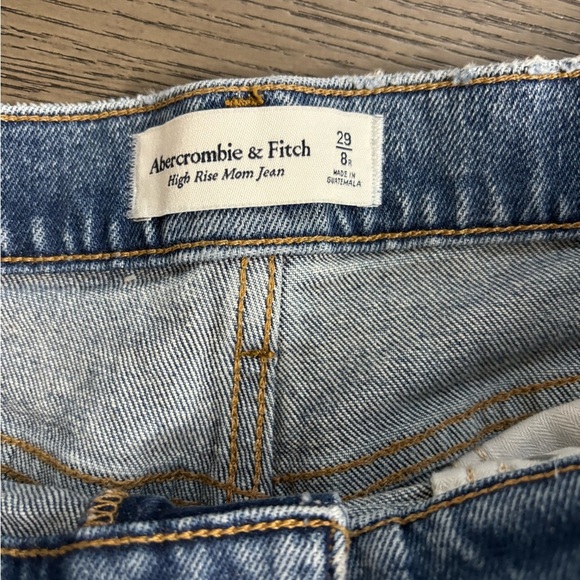 Abercrombie & Fitch
High Rise Mom Jean
29
8R
MADE IN
GUATEMALA